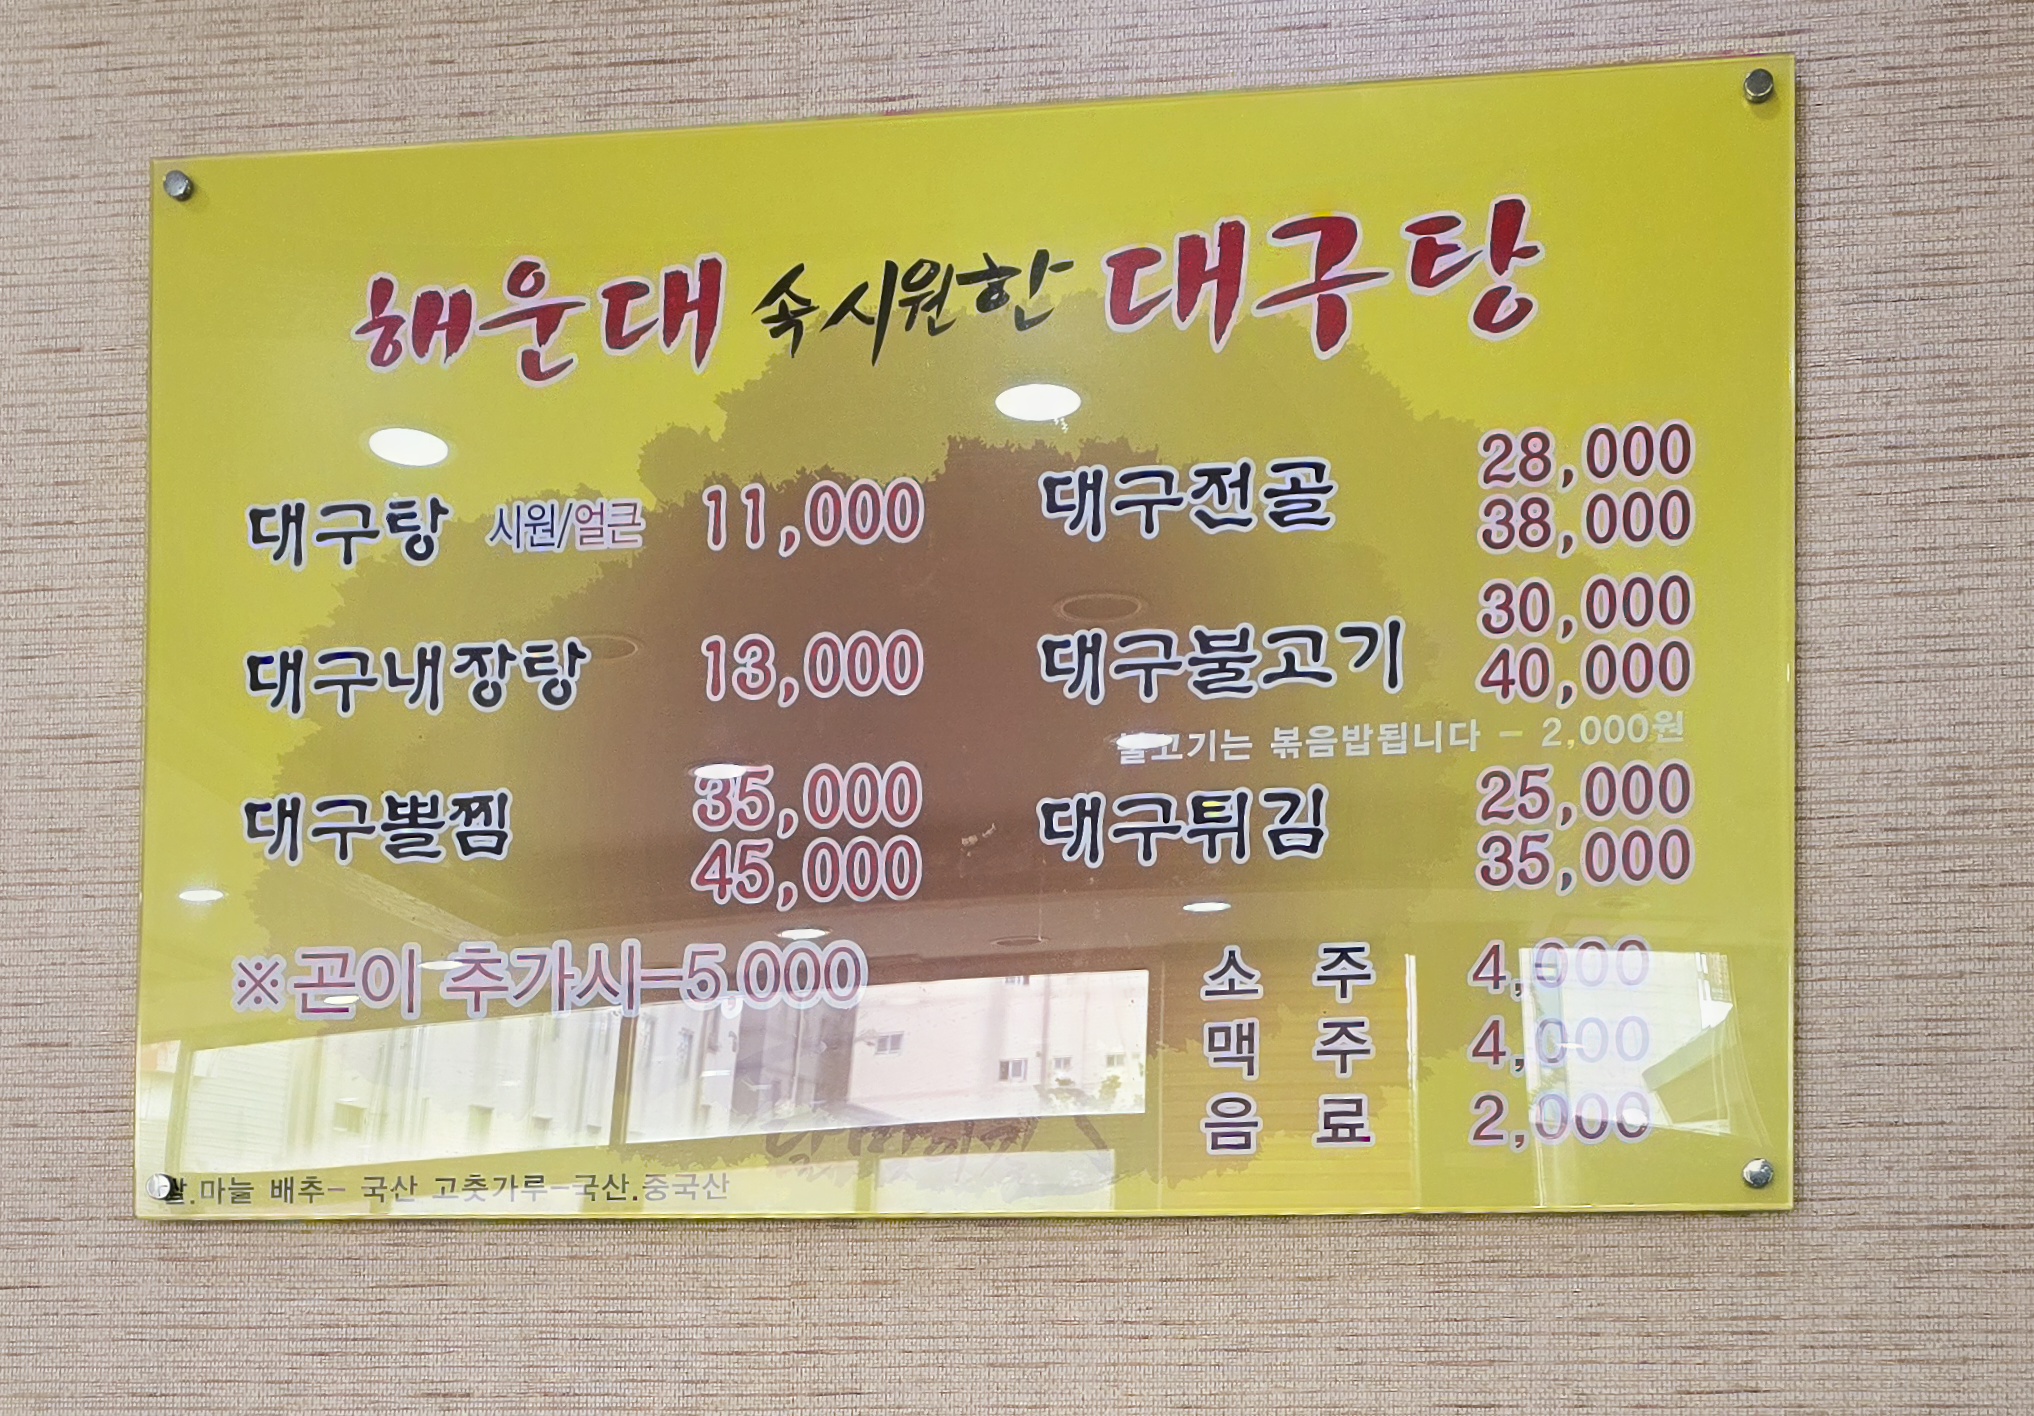 해운대 속시원한 대구탕
대구탕 시원/얼큰 11,000
대구내장탕 13,000
대구뽈찜 35,000
45,000
※곤이 추가시-5,000
대구전골 28,000
38,000
대구불고기 30,000
40,000
불고기는 볶음밥됩니다 - 2,000원
대구튀김 25,000
35,000
소 주 4,000
맥 주 4,000
음 료 2,000
쌀.마늘 배추- 국산 고춧가루-국산.중국산